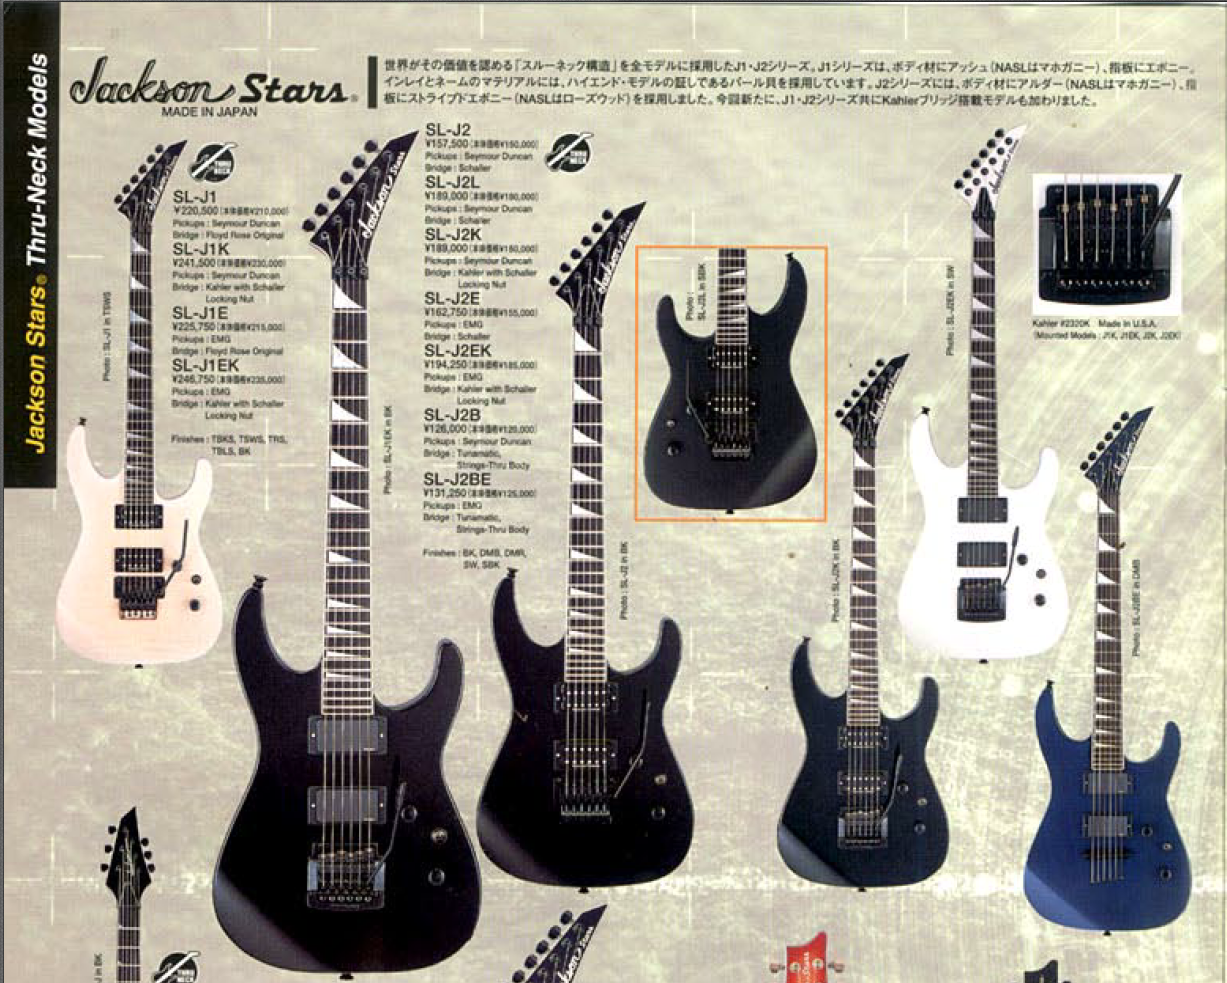 Jackson Stars® Thru-Neck Models
Jackson Stars®
MADE IN JAPAN
世界がその価値を認める「スルーネック構造」を全モデルに採用したJ1・J2シリーズ。J1シリーズは、ボディ材にアッシュ（NASLはマホガニー）、指板にエボニー。
インレイとネームのマテリアルには、ハイエンド・モデルの証しであるパール貝を採用しています。J2シリーズには、ボディ材にアルダー（NASLはマホガニー）、指
板にストライプドエボニー（NASLはローズウッド）を採用しました。今回新たに、J1・J2シリーズ共にKahlerブリッジ搭載モデルも加わりました。
THRU NECK
SL-J1
¥220,500（本体価格¥210,000）
Pickups : Seymour Duncan
Bridge : Floyd Rose Original
SL-J1K
¥241,500（本体価格¥230,000）
Pickups : Seymour Duncan
Bridge : Kahler with Schaller
Locking Nut
SL-J1E
¥225,750（本体価格¥215,000）
Pickups : EMG
Bridge : Floyd Rose Original
SL-J1EK
¥246,750（本体価格¥235,000）
Pickups : EMG
Bridge : Kahler with Schaller
Locking Nut
Finishes : TBKS, TSWS, TRS,
TBLS, BK
SL-J2
¥157,500（本体価格¥150,000）
Pickups : Seymour Duncan
Bridge : Schaller
SL-J2L
¥189,000（本体価格¥180,000）
Pickups : Seymour Duncan
Bridge : Schaller
SL-J2K
¥189,000（本体価格¥180,000）
Pickups : Seymour Duncan
Bridge : Kahler with Schaller
Locking Nut
SL-J2E
¥162,750（本体価格¥155,000）
Pickups : EMG
Bridge : Schaller
SL-J2EK
¥194,250（本体価格¥185,000）
Pickups : EMG
Bridge : Kahler with Schaller
Locking Nut
SL-J2B
¥126,000（本体価格¥120,000）
Pickups : Seymour Duncan
Bridge : Tunamatic,
Strings-Thru Body
SL-J2BE
¥131,250（本体価格¥125,000）
Pickups : EMG
Bridge : Tunamatic,
Strings-Thru Body
Finishes : BK, DMB, DMR,
SW, SBK
THRU NECK
Photo : SL-J1 in TSWS
Photo : SL-J1EK in BK
Photo : SL-J2 in BK
Photo :
SL-J2L in SBK
Photo : SL-J2K in BK
Photo : SL-J2EK in SW
Photo : SL-J2BE in DMB
Kahler #2320K Made in U.S.A.
(Mounted Models : J1K, J1EK, J2K, J2EK)
Jackson Stars
Jackson Stars
in BK
THRU NECK